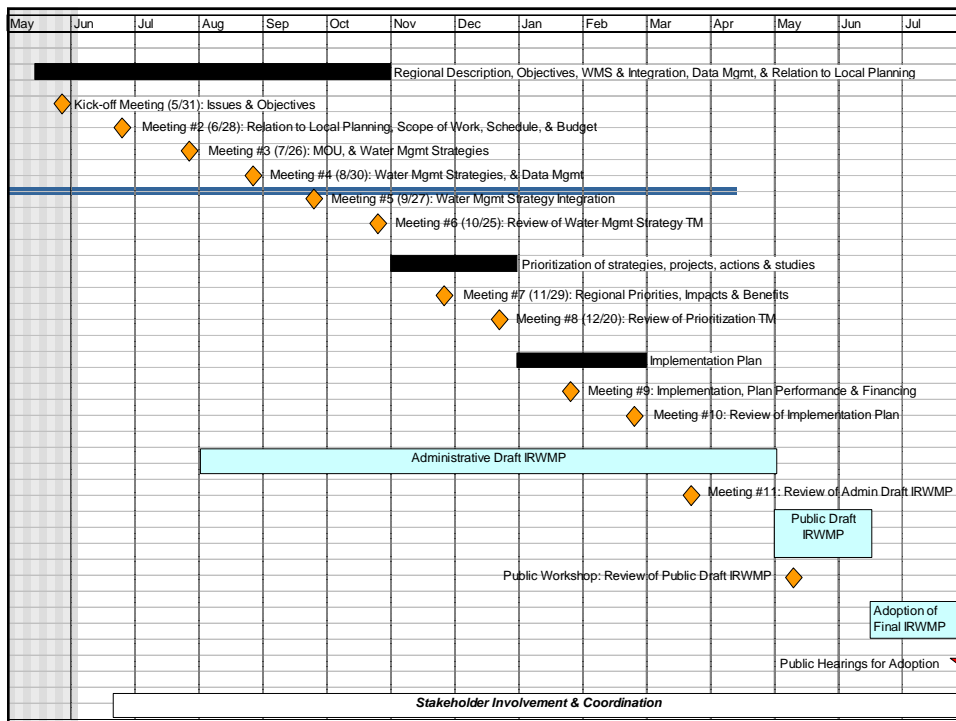 May Jun Jul Aug Sep Oct Nov Dec Jan Feb Mar Apr May Jun Jul
Regional Description, Objectives, WMS & Integration, Data Mgmt, & Relation to Local Planning
Kick-off Meeting (5/31): Issues & Objectives
Meeting #2 (6/28): Relation to Local Planning, Scope of Work, Schedule, & Budget
Meeting #3 (7/26): MOU, & Water Mgmt Strategies
Meeting #4 (8/30): Water Mgmt Strategies, & Data Mgmt
Meeting #5 (9/27): Water Mgmt Strategy Integration
Meeting #6 (10/25): Review of Water Mgmt Strategy TM
Prioritization of strategies, projects, actions & studies
Meeting #7 (11/29): Regional Priorities, Impacts & Benefits
Meeting #8 (12/20): Review of Prioritization TM
Implementation Plan
Meeting #9: Implementation, Plan Performance & Financing
Meeting #10: Review of Implementation Plan
Administrative Draft IRWMP
Meeting #11: Review of Admin Draft IRWMP
Public Draft
IRWMP
Public Workshop: Review of Public Draft IRWMP
Adoption of
Final IRWMP
Public Hearings for Adoption
Stakeholder Involvement & Coordination